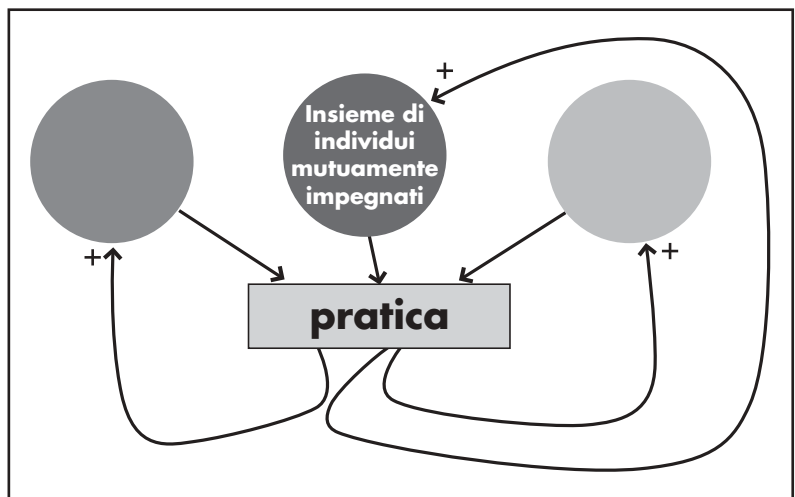 +
Insieme di
individui
mutuamente
impegnati
+
+
pratica